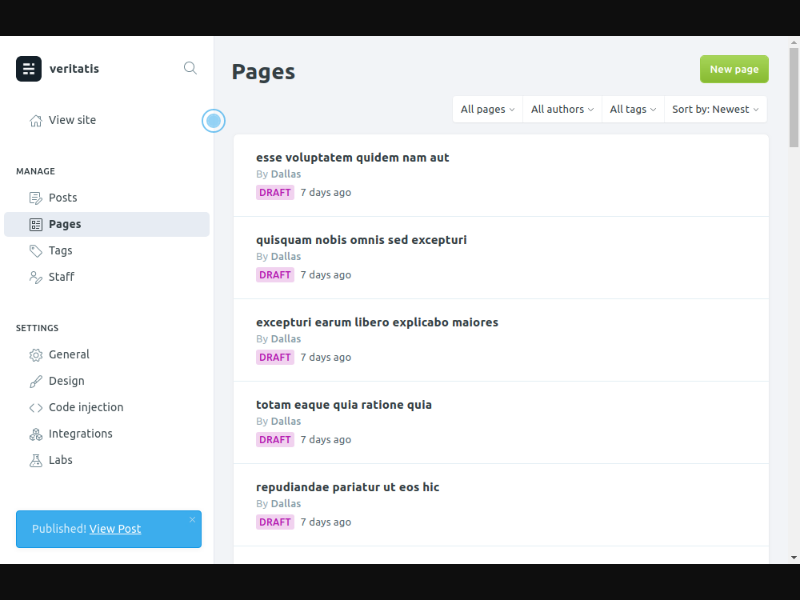 veritatis
View site
MANAGE
Posts
Pages
Tags
Staff
SETTINGS
General
Design
Code injection
Integrations
Labs
Published! View Post
Pages
New page
All pages
All authors
All tags
Sort by: Newest
esse voluptatem quidem nam aut
By Dallas
DRAFT 7 days ago
quisquam nobis omnis sed excepturi
By Dallas
DRAFT 7 days ago
excepturi earum libero explicabo maiores
By Dallas
DRAFT 7 days ago
totam eaque quia ratione quia
By Dallas
DRAFT 7 days ago
repudiandae pariatur ut eos hic
By Dallas
DRAFT 7 days ago